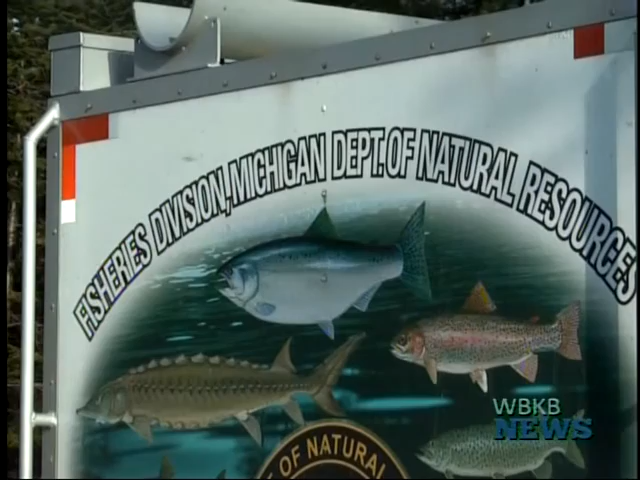 FISHERIES DIVISION, MICHIGAN DEPT. OF NATURAL RESOURCES
OF NATURAL
WBKB
NEWS